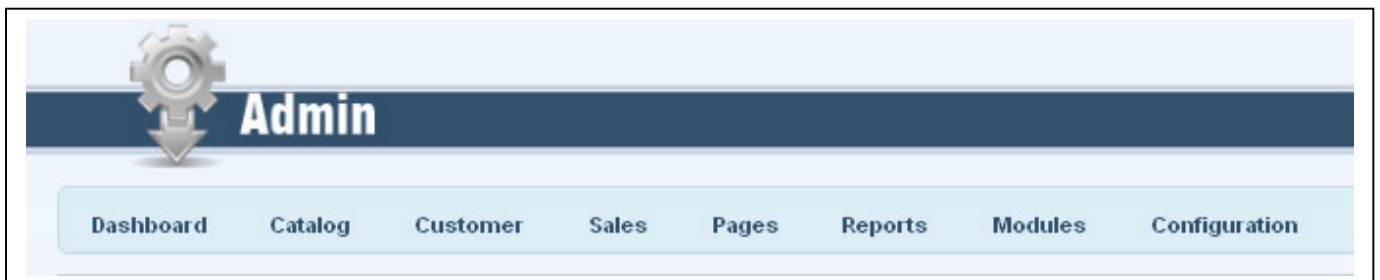 Admin
Dashboard Catalog Customer Sales Pages Reports Modules Configuration